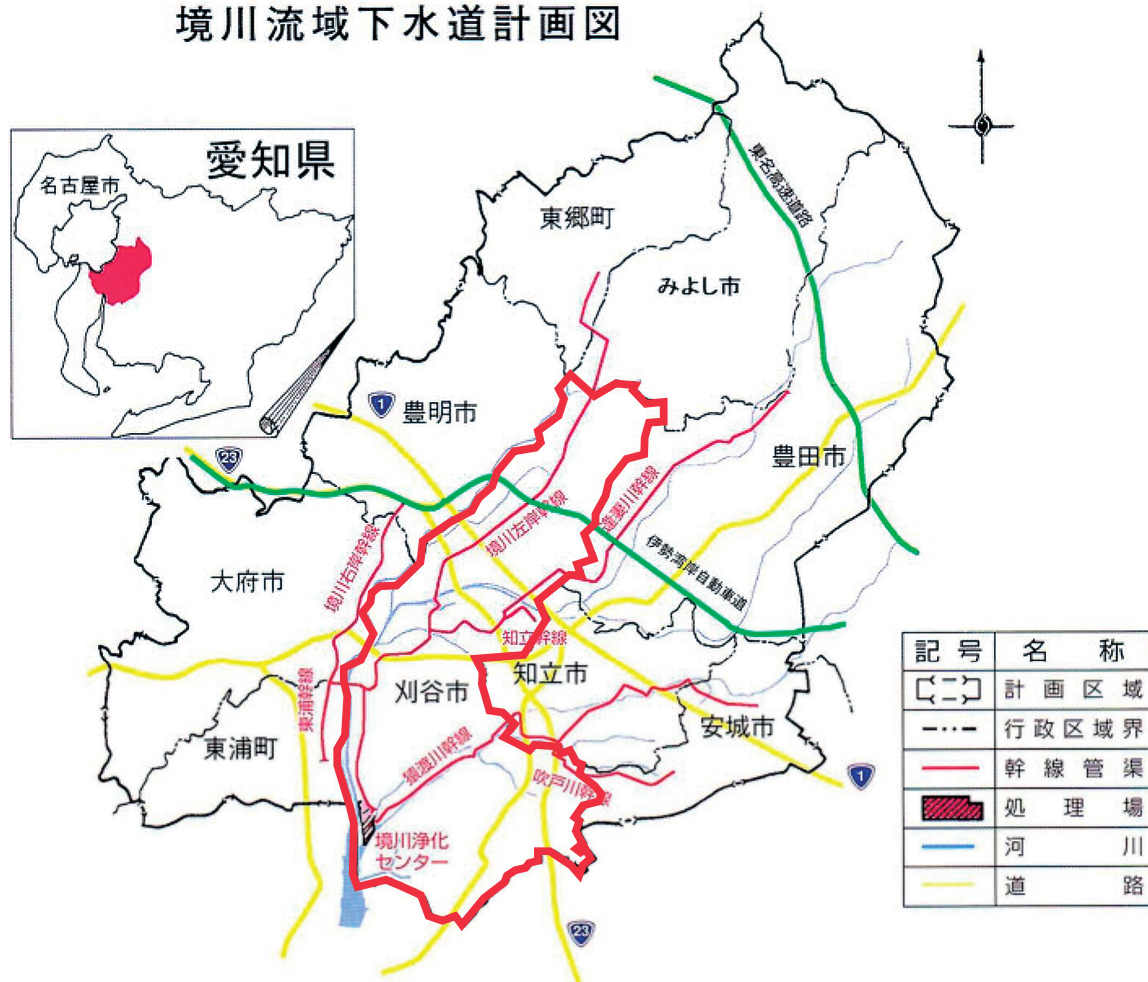 境川流域下水道計画図
愛知県
名古屋市
東名高速道路
東郷町
みよし市
1
豊明市
23
豊田市
逢妻川幹線
境川左岸幹線
境川右岸幹線
伊勢湾岸自動車道
大府市
知立幹線
知立市
刈谷市
東浦幹線
東浦町
安城市
猿渡川幹線
吹戸川幹線
1
境川浄化
センター
23
記号 名称
計画区域
行政区域界
幹線管渠
処理場
河川
道路